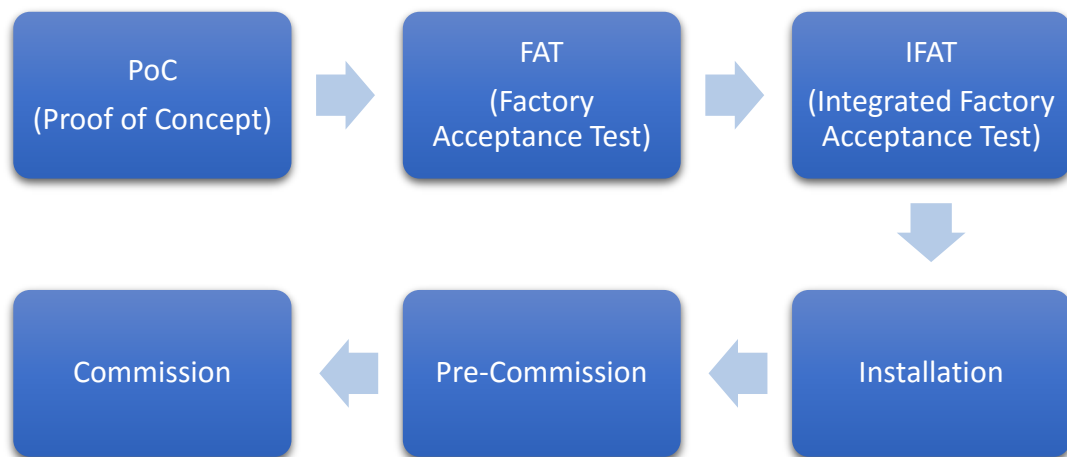 PoC
(Proof of Concept)
FAT
(Factory
Acceptance Test)
IFAT
(Integrated Factory
Acceptance Test)
Installation
Pre-Commission
Commission